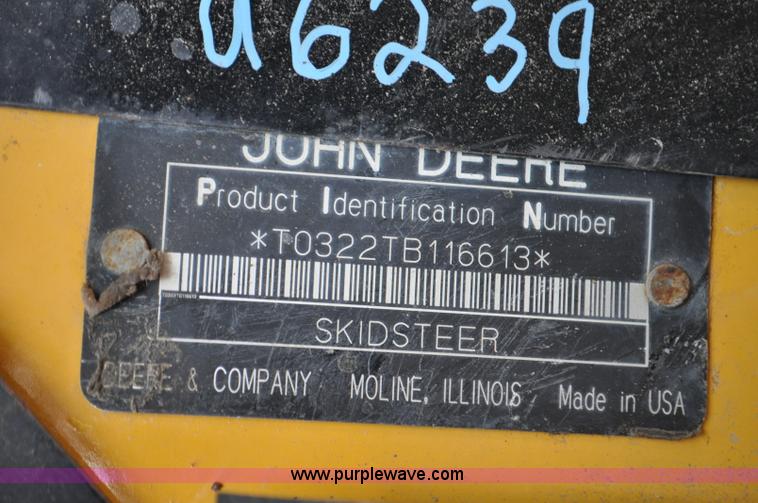 U6239
JOHN DEERE
Product Identification Number
*T0322TB116613*
SKIDSTEER
DEERE & COMPANY MOLINE, ILLINOIS Made in USA
www.purplewave.com